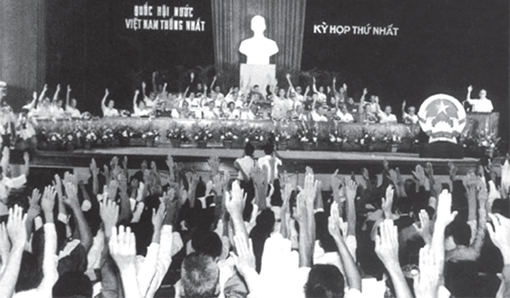 QUỐC HỘI NƯỚC
VIỆT NAM THỐNG NHẤT
KỲ HỌP THỨ NHẤT